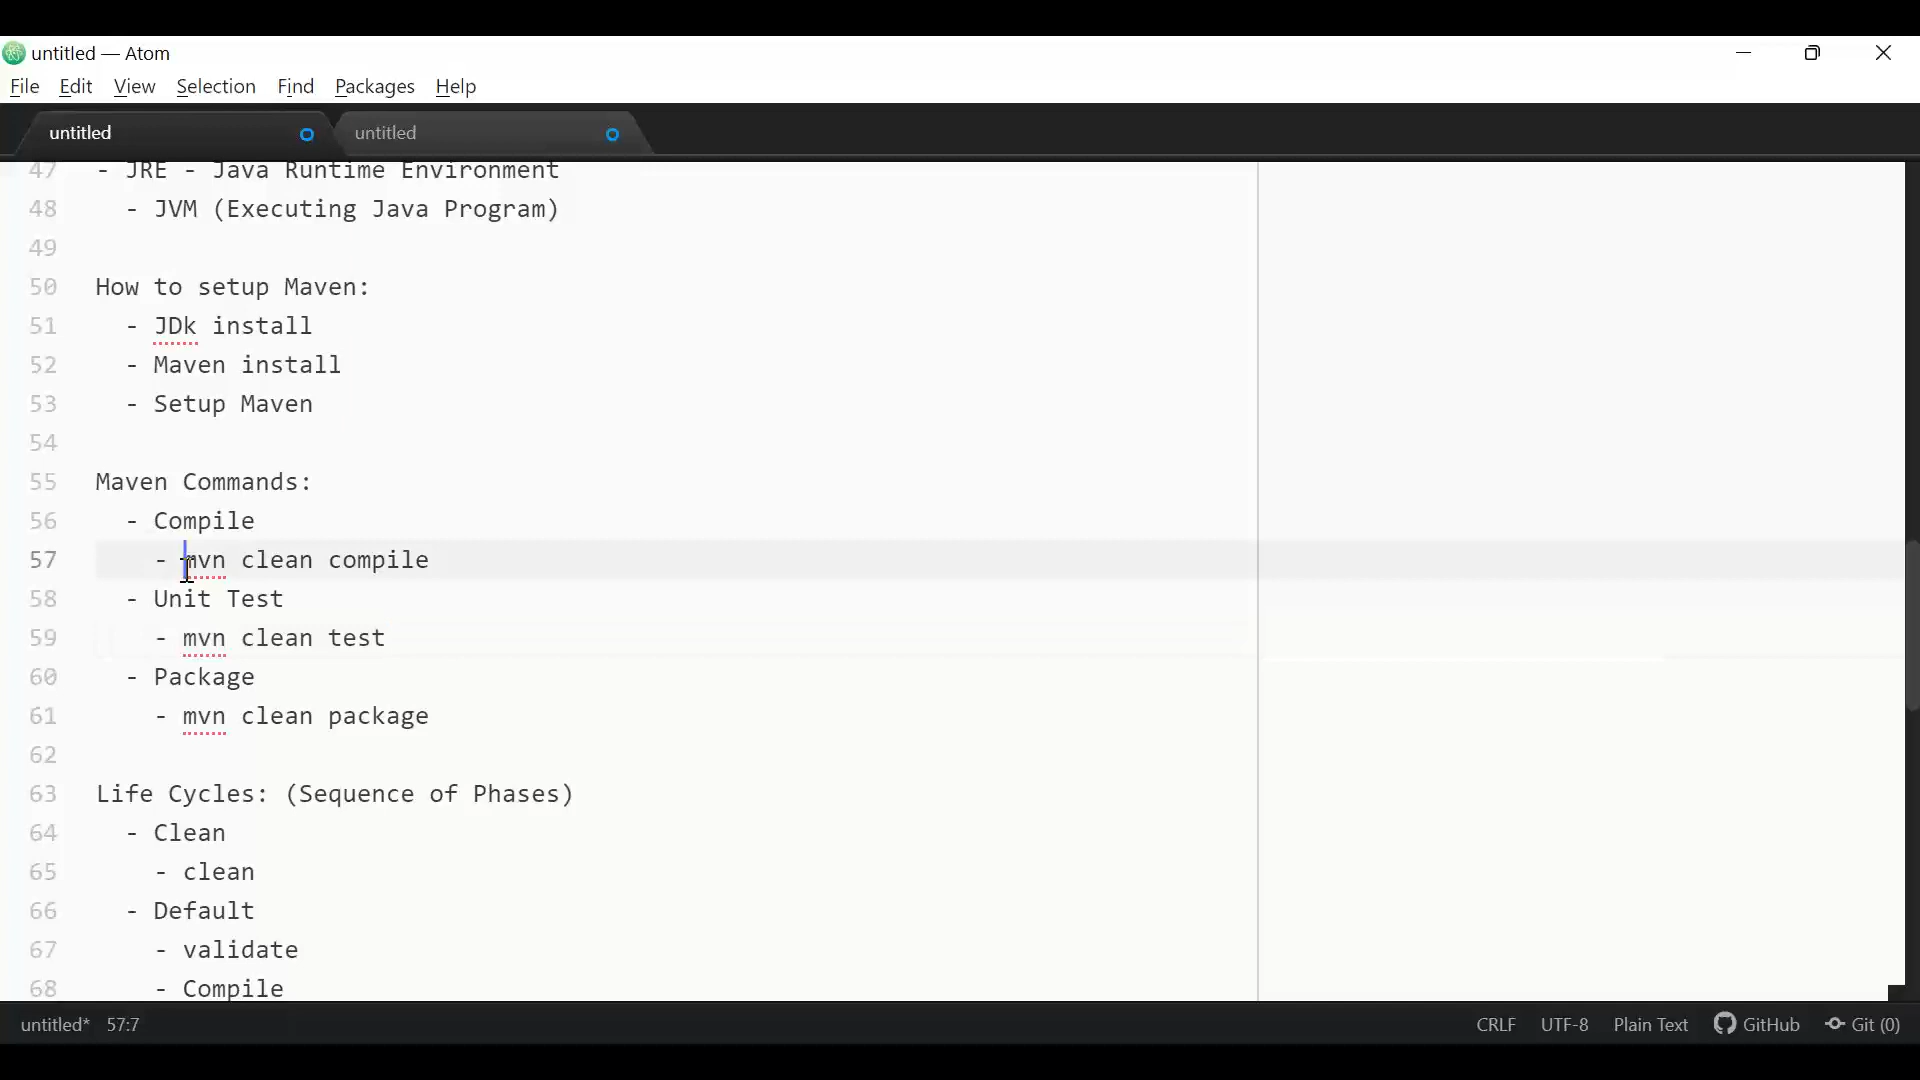 untitled — Atom
File Edit View Selection Find Packages Help
untitled untitled
47 - JRE - Java Runtime Environment
48 - JVM (Executing Java Program)
49
50 How to setup Maven:
51 - JDk install
52 - Maven install
53 - Setup Maven
54
55 Maven Commands:
56 - Compile
57 - mvn clean compile
58 - Unit Test
59 - mvn clean test
60 - Package
61 - mvn clean package
62
63 Life Cycles: (Sequence of Phases)
64 - Clean
65 - clean
66 - Default
67 - validate
68 - Compile
untitled* 57:7 CRLF UTF-8 Plain Text GitHub Git (0)